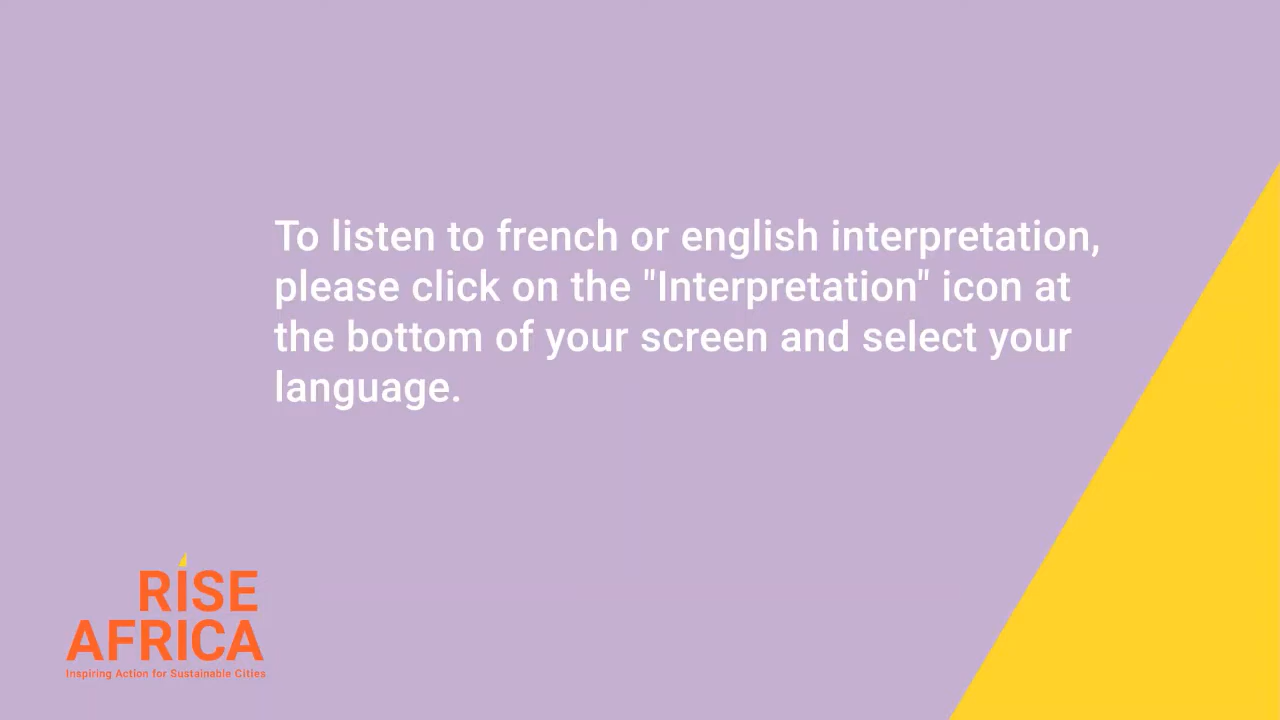 To listen to french or english interpretation,
please click on the "Interpretation" icon at
the bottom of your screen and select your
language.
RISE
AFRICA
Inspiring Action for Sustainable Cities